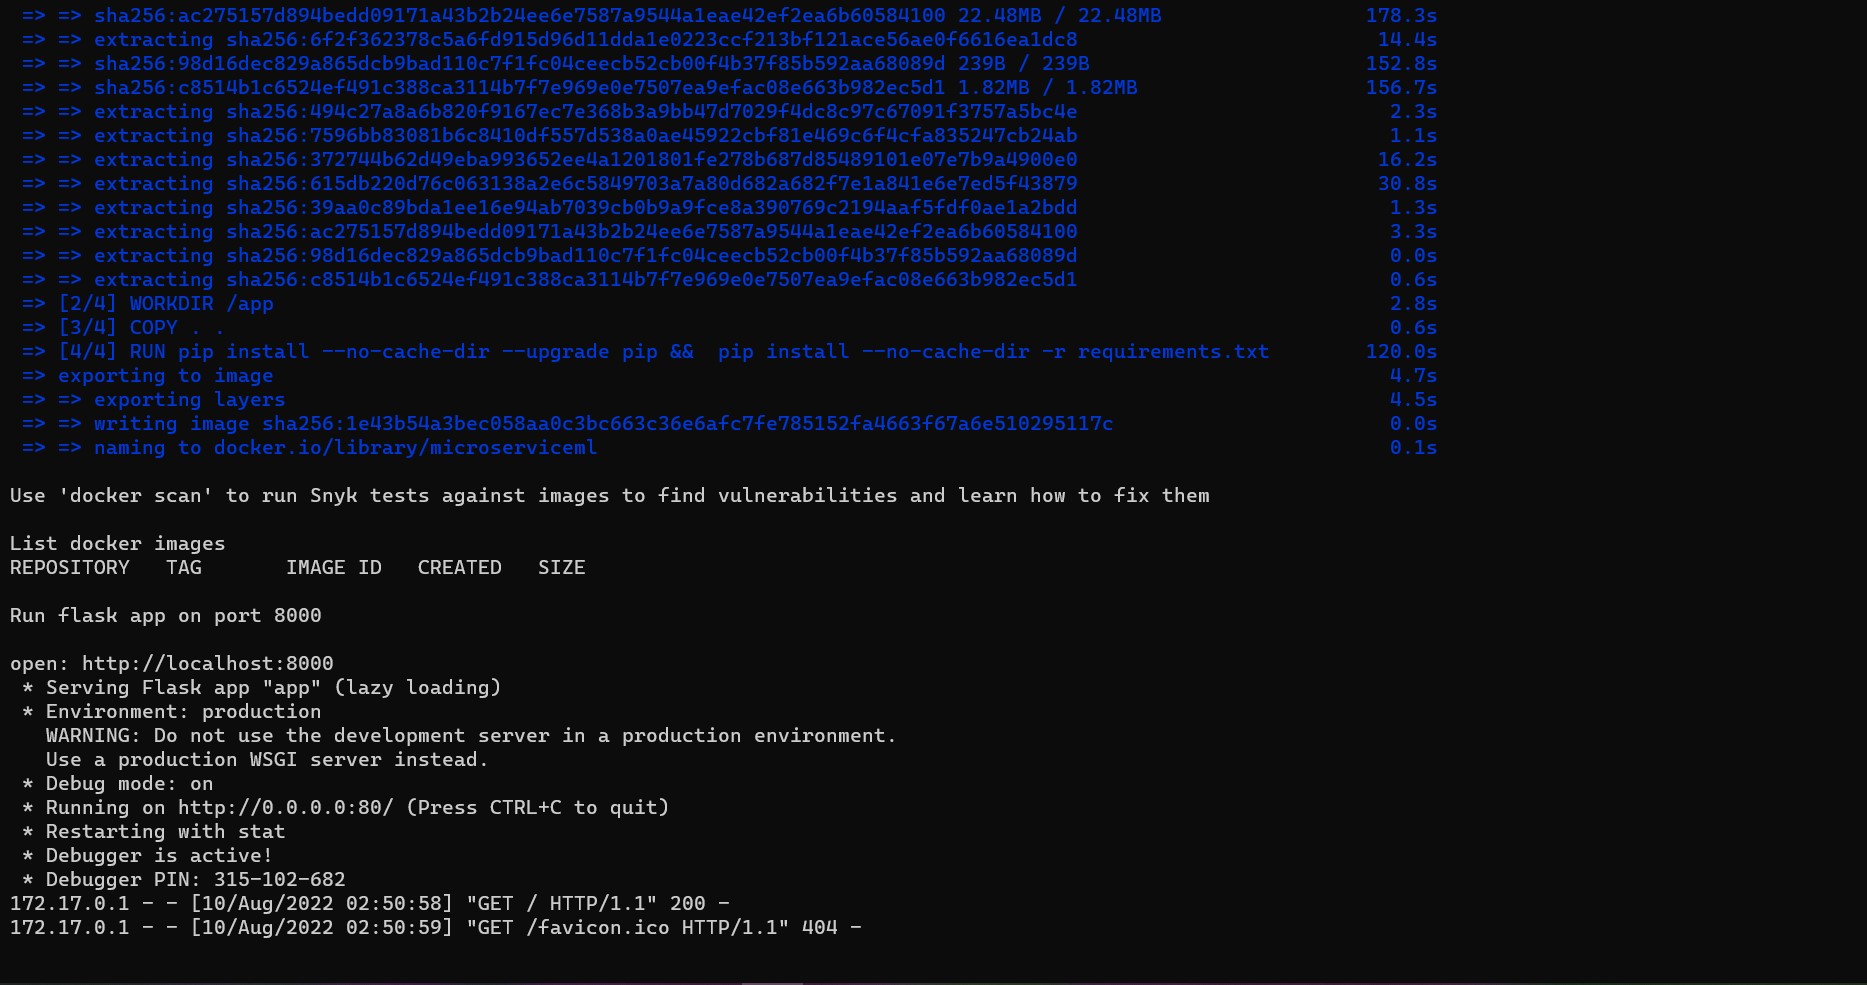 => => sha256:ac275157d894bedd09171a43b2b24ee6e7587a9544a1eae42ef2ea6b60584100 22.48MB / 22.48MB 178.3s
=> => extracting sha256:6f2f362378c5a6fd915d96d11dda1e0223ccf213bf121ace56ae0f6616ea1dc8 14.4s
=> => sha256:98d16dec829a865dcb9bad110c7f1fc04ceecb52cb00f4b37f85b592aa68089d 239B / 239B 152.8s
=> => sha256:c8514b1c6524ef491c388ca3114b7f7e969e0e7507ea9efac08e663b982ec5d1 1.82MB / 1.82MB 156.7s
=> => extracting sha256:494c27a8a6b820f9167ec7e368b3a9bb47d7029f4dc8c97c67091f3757a5bc4e 2.3s
=> => extracting sha256:7596bb83081b6c8410df557d538a0ae45922cbf81e469c6f4cfa835247cb24ab 1.1s
=> => extracting sha256:372744b62d49eba993652ee4a1201801fe278b687d85489101e07e7b9a4900e0 16.2s
=> => extracting sha256:615db220d76c063138a2e6c5849703a7a80d682a682f7e1a841e6e7ed5f43879 30.8s
=> => extracting sha256:39aa0c89bda1ee16e94ab7039cb0b9a9fce8a390769c2194aaf5fdf0ae1a2bdd 1.3s
=> => extracting sha256:ac275157d894bedd09171a43b2b24ee6e7587a9544a1eae42ef2ea6b60584100 3.3s
=> => extracting sha256:98d16dec829a865dcb9bad110c7f1fc04ceecb52cb00f4b37f85b592aa68089d 0.0s
=> => extracting sha256:c8514b1c6524ef491c388ca3114b7f7e969e0e7507ea9efac08e663b982ec5d1 0.6s
=> [2/4] WORKDIR /app 2.8s
=> [3/4] COPY . . 0.6s
=> [4/4] RUN pip install --no-cache-dir --upgrade pip &&  pip install --no-cache-dir -r requirements.txt 120.0s
=> exporting to image 4.7s
=> => exporting layers 4.5s
=> => writing image sha256:1e43b54a3bec058aa0c3bc663c36e6afc7fe785152fa4663f67a6e510295117c 0.0s
=> => naming to docker.io/library/microserviceml 0.1s
Use 'docker scan' to run Snyk tests against images to find vulnerabilities and learn how to fix them
List docker images
REPOSITORY   TAG       IMAGE ID   CREATED   SIZE
Run flask app on port 8000
open: http://localhost:8000
* Serving Flask app "app" (lazy loading)
* Environment: production
WARNING: Do not use the development server in a production environment.
Use a production WSGI server instead.
* Debug mode: on
* Running on http://0.0.0.0:80/ (Press CTRL+C to quit)
* Restarting with stat
* Debugger is active!
* Debugger PIN: 315-102-682
172.17.0.1 - - [10/Aug/2022 02:50:58] "GET / HTTP/1.1" 200 -
172.17.0.1 - - [10/Aug/2022 02:50:59] "GET /favicon.ico HTTP/1.1" 404 -